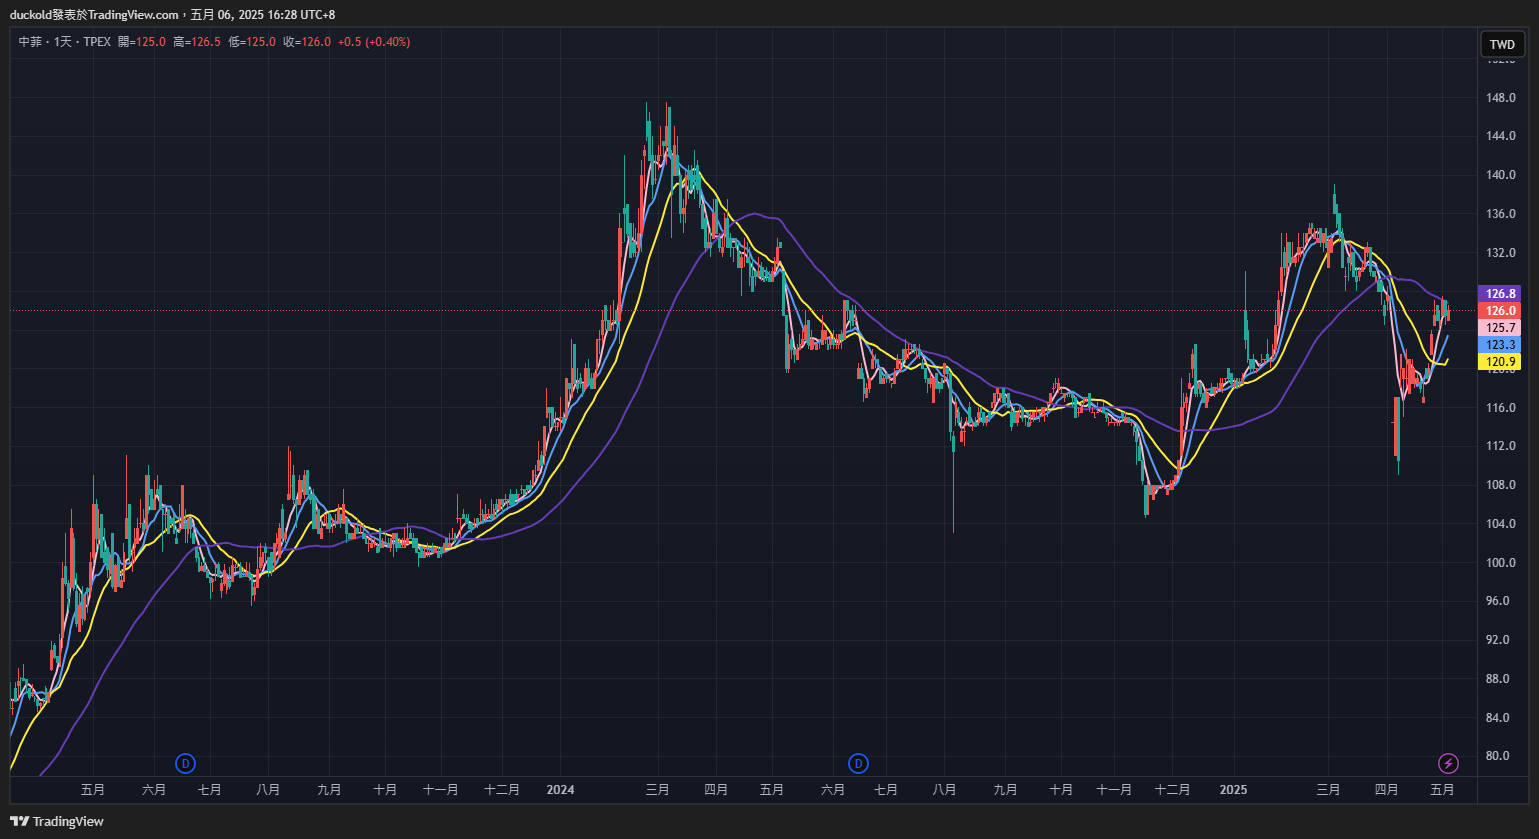 duckold發表於TradingView.com，五月 06, 2025 16:28 UTC+8
中菲 · 1天 · TPEX 開=125.0 高=126.5 低=125.0 收=126.0 +0.5 (+0.40%)
TWD
148.0
144.0
140.0
136.0
132.0
126.8
126.0
125.7
123.3
120.9
116.0
112.0
108.0
104.0
100.0
96.0
92.0
88.0
84.0
80.0
D
D
五月 六月 七月 八月 九月 十月 十一月 十二月 2024 三月 四月 五月 六月 七月 八月 九月 十月 十一月 十二月 2025 三月 四月 五月
TradingView